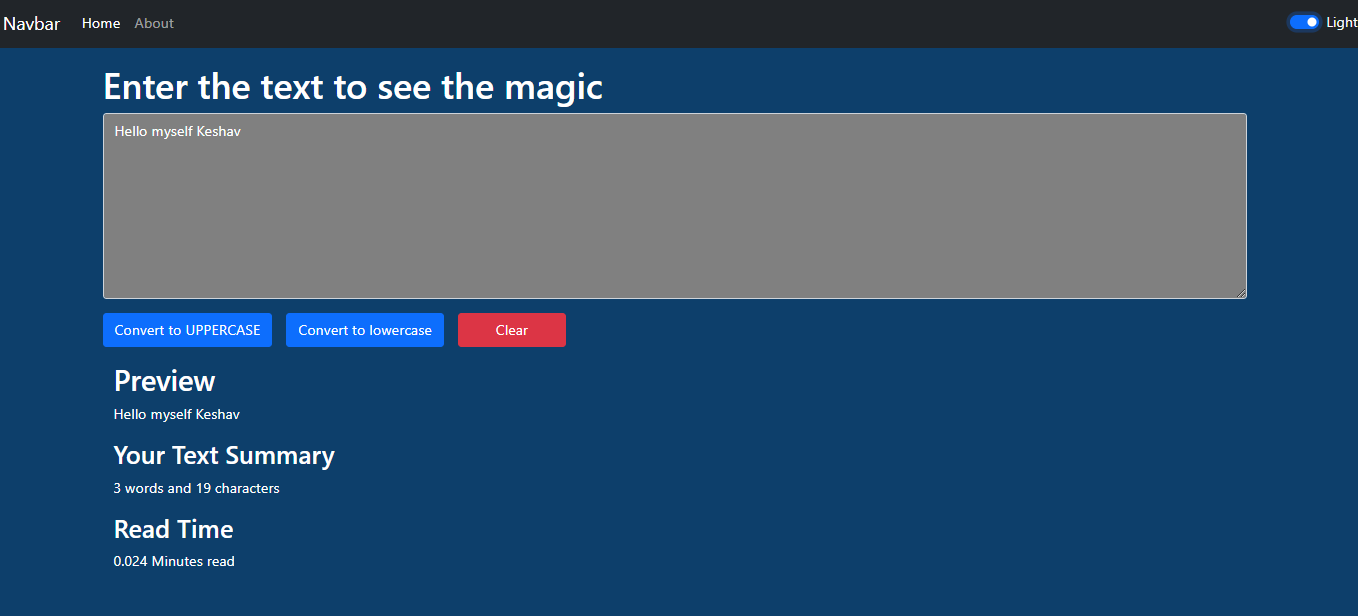 Navbar Home About Light
Enter the text to see the magic
Hello myself Keshav
Convert to UPPERCASE Convert to lowercase Clear
Preview
Hello myself Keshav
Your Text Summary
3 words and 19 characters
Read Time
0.024 Minutes read